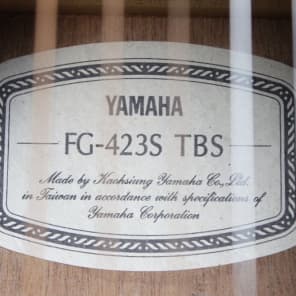 YAMAHA
FG-423S TBS
Made by Kaohsiung Yamaha Co., Ltd.
in Taiwan in accordance with specifications of
Yamaha Corporation